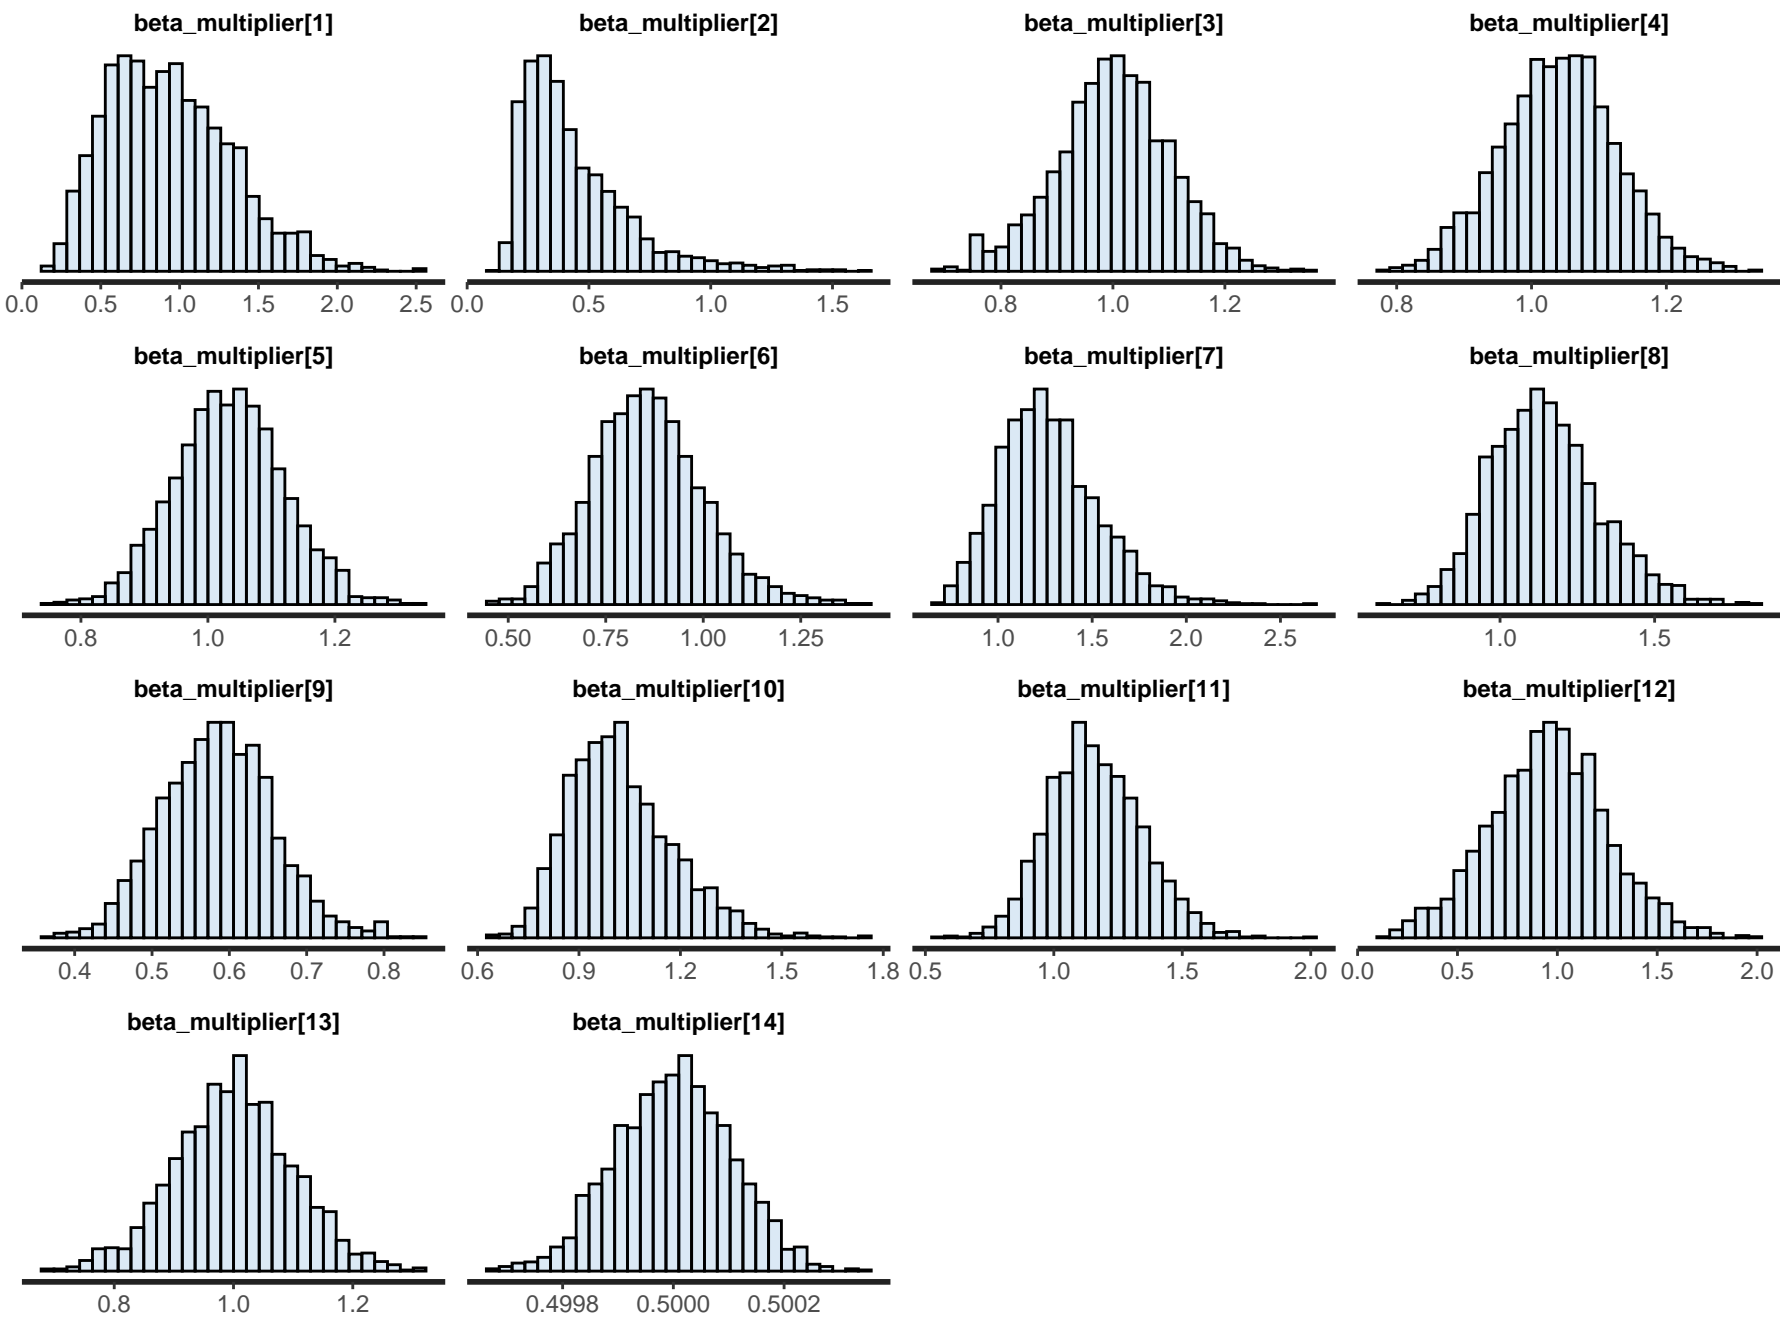 beta_multiplier[1] beta_multiplier[2] beta_multiplier[3] beta_multiplier[4]
0.0 0.5 1.0 1.5 2.0 2.5 0.0 0.5 1.0 1.5 0.8 1.0 1.2 0.8 1.0 1.2
beta_multiplier[5] beta_multiplier[6] beta_multiplier[7] beta_multiplier[8]
0.8 1.0 1.2 0.50 0.75 1.00 1.25 1.0 1.5 2.0 2.5 1.0 1.5
beta_multiplier[9] beta_multiplier[10] beta_multiplier[11] beta_multiplier[12]
0.4 0.5 0.6 0.7 0.8 0.6 0.9 1.2 1.5 1.8 0.5 1.0 1.5 2.0 0.0 0.5 1.0 1.5 2.0
beta_multiplier[13] beta_multiplier[14]
0.8 1.0 1.2 0.4998 0.5000 0.5002